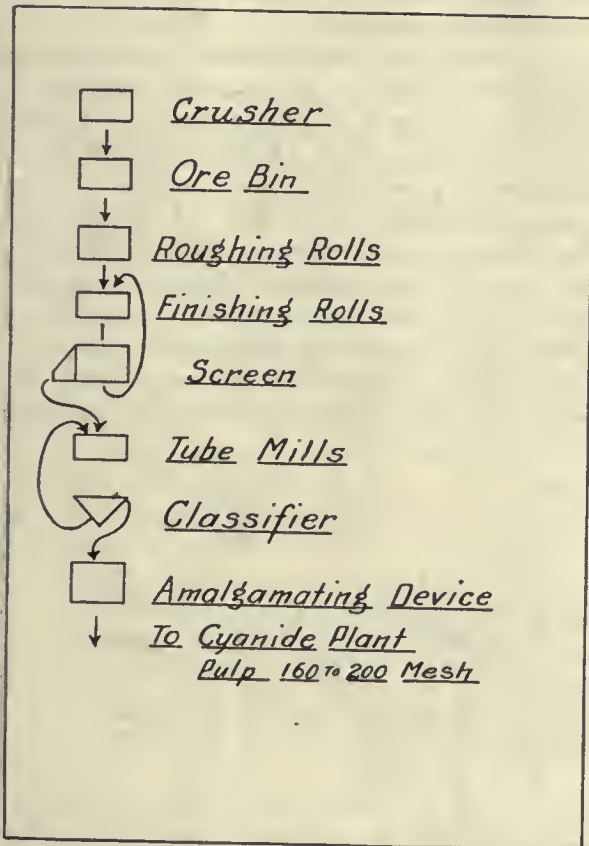 Crusher
Ore Bin
Roughing Rolls
Finishing Rolls
Screen
Tube Mills
Classifier
Amalgamating Device
To Cyanide Plant
Pulp 160 To 200 Mesh